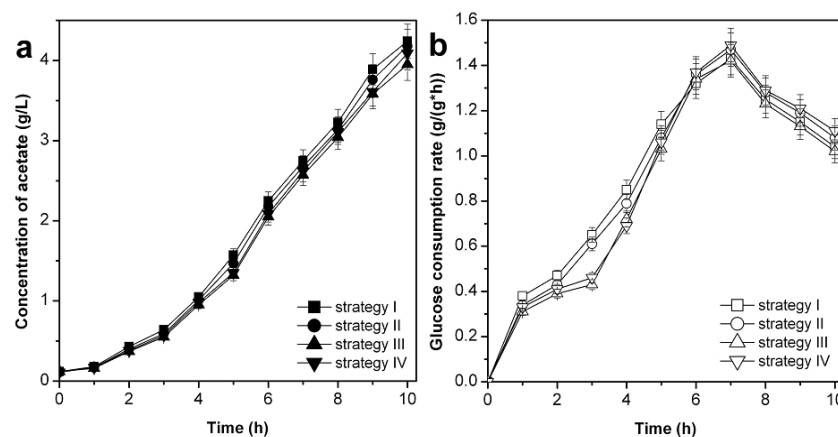 a
Concentration of acetate (g/L)
4
3
2
1
0
0 2 4 6 8 10
Time (h)
strategy I
strategy II
strategy III
strategy IV
b
Glucose consumption rate (g/(g*h))
1.6
1.4
1.2
1.0
0.8
0.6
0.4
0.2
0.0
0 2 4 6 8 10
Time (h)
strategy I
strategy II
strategy III
strategy IV